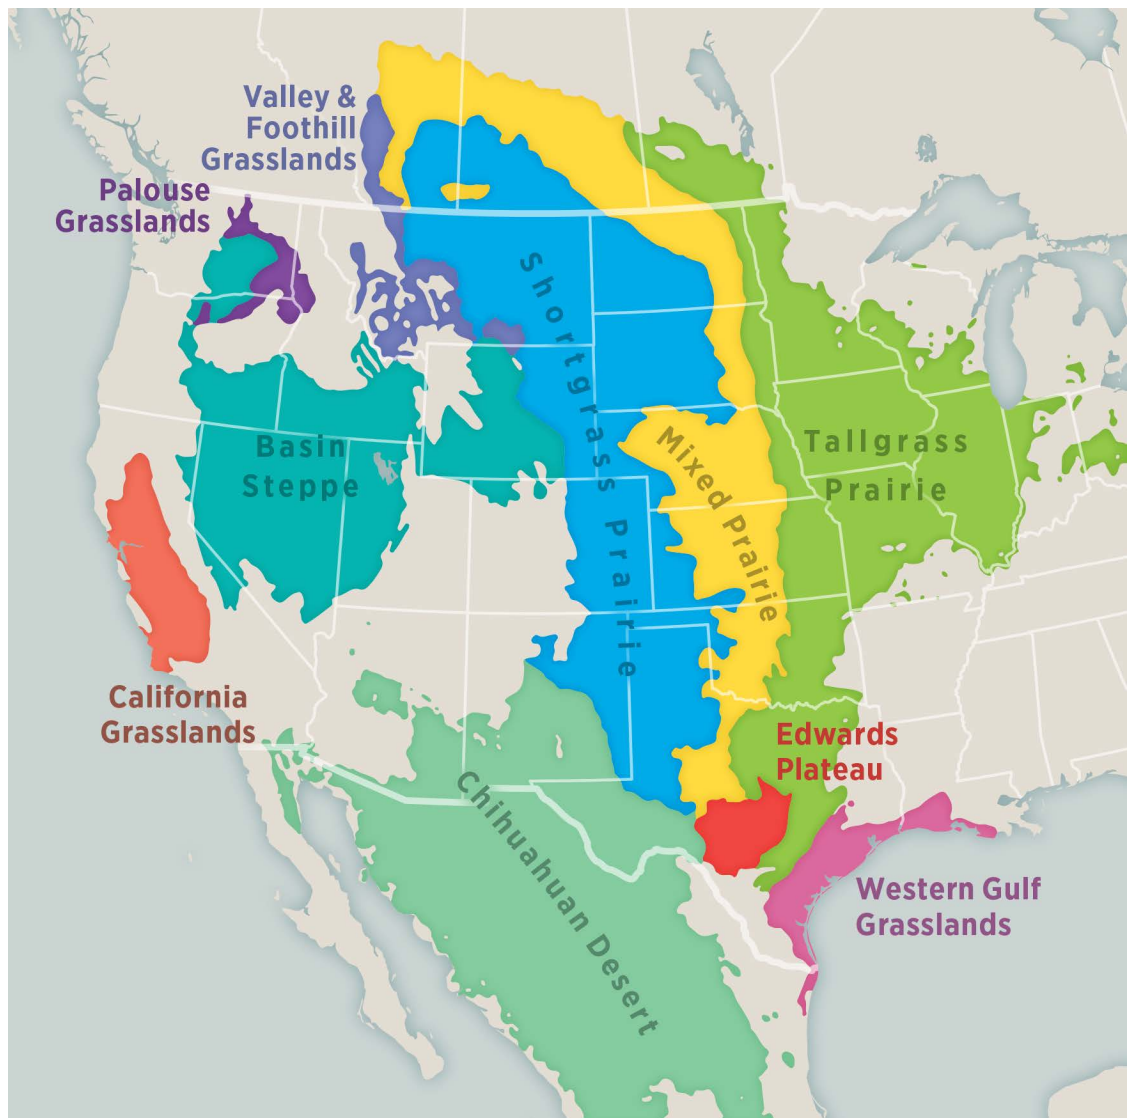 Valley &
Foothill
Grasslands
Palouse
Grasslands
Shortgrass Prairie
Basin
Steppe
Mixed Prairie
Tallgrass
Prairie
California
Grasslands
Edwards
Plateau
Chihuahuan Desert
Western Gulf
Grasslands